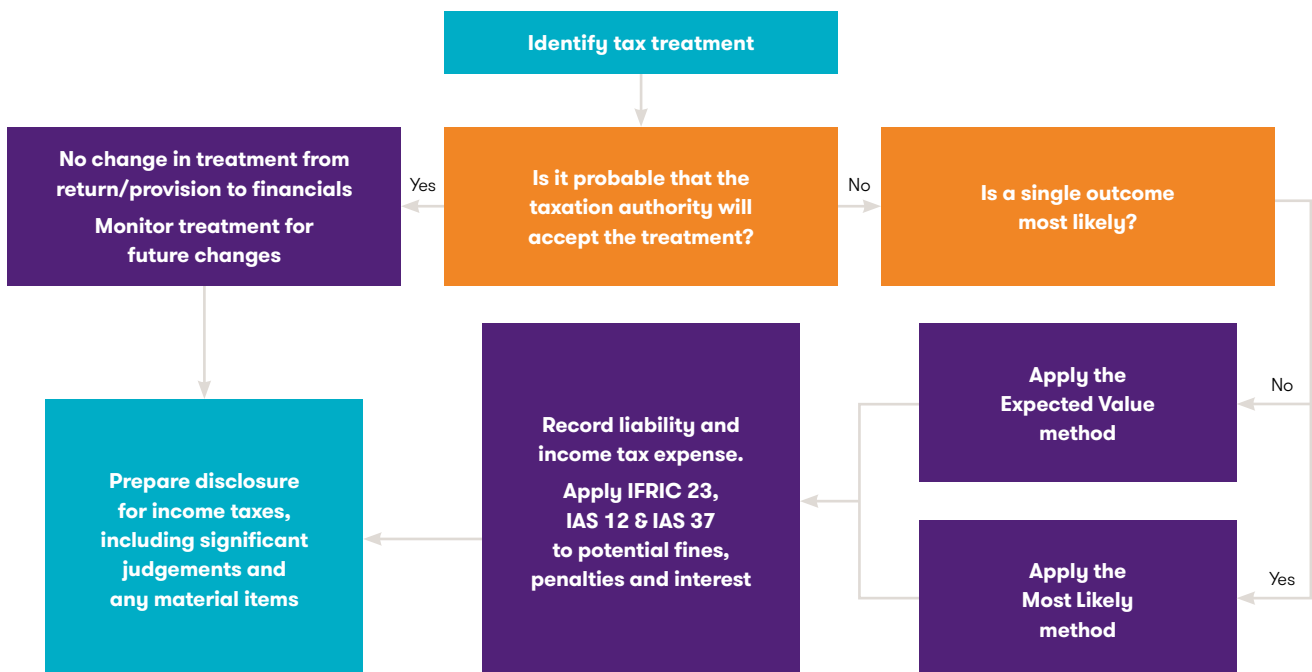 Identify tax treatment
No change in treatment from
return/provision to financials
Monitor treatment for
future changes
Yes
Is it probable that the
taxation authority will
accept the treatment?
No
Is a single outcome
most likely?
Apply the
Expected Value
method
No
Record liability and
income tax expense.
Apply IFRIC 23,
IAS 12 & IAS 37
to potential fines,
penalties and interest
Prepare disclosure
for income taxes,
including significant
judgements and
any material items
Apply the
Most Likely
method
Yes